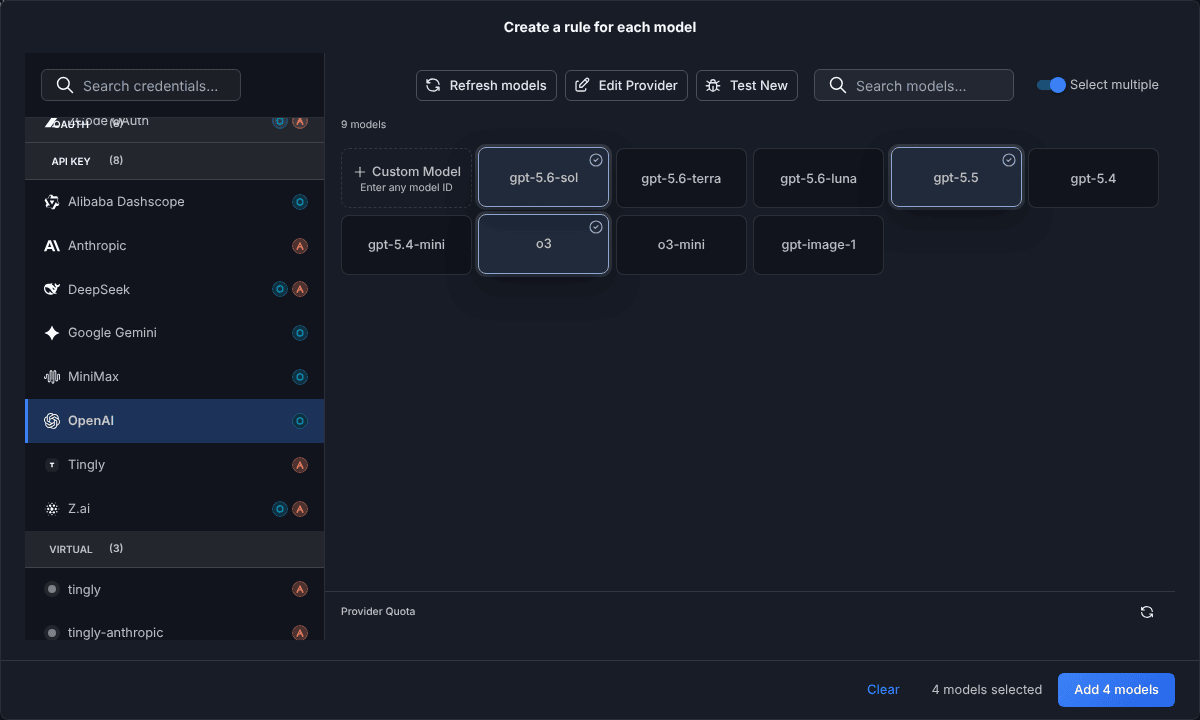 Create a rule for each model
Search credentials...
Refresh models
Edit Provider
Test New
Search models...
Select multiple
OAUTH
ZCode OAuth
API KEY (8)
Alibaba Dashscope
Anthropic
DeepSeek
Google Gemini
MiniMax
OpenAI
Tingly
Z.ai
VIRTUAL (3)
tingly
tingly-anthropic
9 models
+ Custom Model
Enter any model ID
gpt-5.6-sol
gpt-5.6-terra
gpt-5.6-luna
gpt-5.5
gpt-5.4
gpt-5.4-mini
o3
o3-mini
gpt-image-1
Provider Quota
Clear
4 models selected
Add 4 models